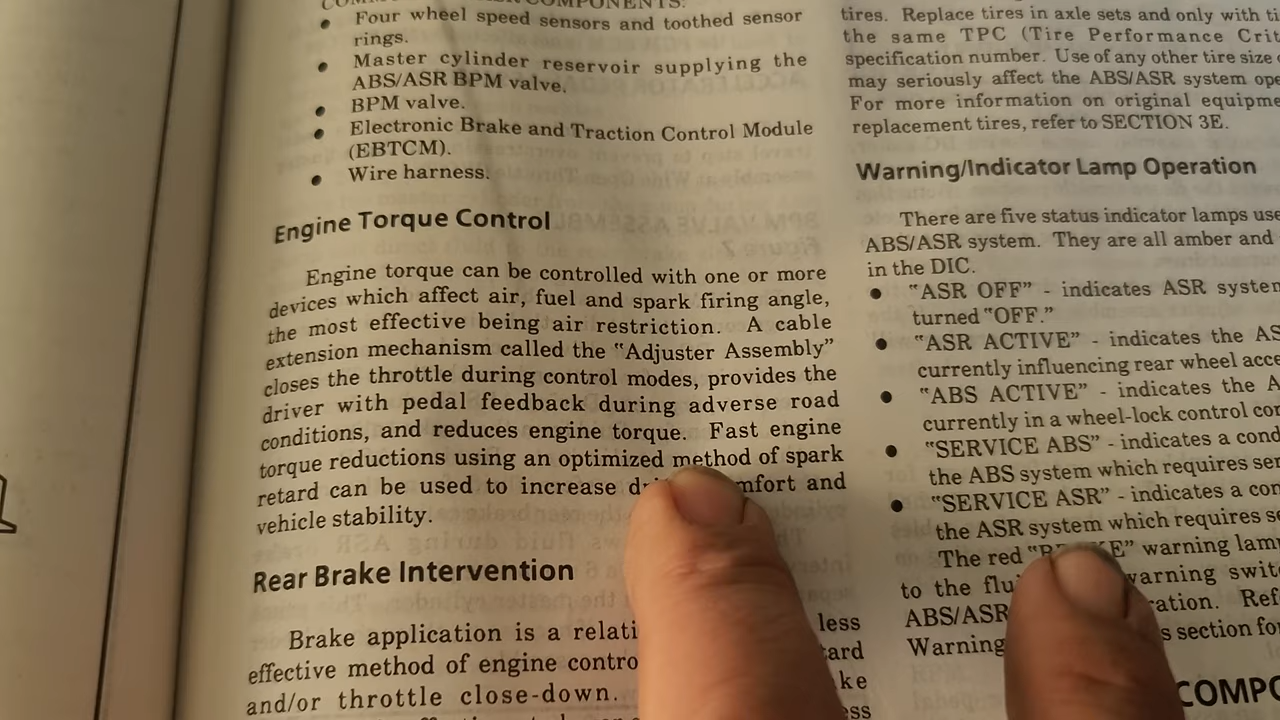 COMPONENTS:
Four wheel speed sensors and toothed sensor
rings.
Master cylinder reservoir supplying the
ABS/ASR BPM valve.
BPM valve.
Electronic Brake and Traction Control Module
(EBTCM).
Wire harness.
Engine Torque Control
Engine torque can be controlled with one or more
devices which affect air, fuel and spark firing angle,
the most effective being air restriction. A cable
extension mechanism called the "Adjuster Assembly"
closes the throttle during control modes, provides the
driver with pedal feedback during adverse road
conditions, and reduces engine torque. Fast engine
torque reductions using an optimized method of spark
retard can be used to increase and
vehicle stability.
Rear Brake Intervention
Brake application is a
effective method of engine
and/or throttle close-down.
less
tires. Replace tires in axle sets and only with
the same TPC (Tire Performance
specification number. Use of any other tire size
may seriously affect the ABS/ASR system
For more information on original
replacement tires, refer to SECTION 3E.
Warning/Indicator Lamp Operation
There are five status indicator lamps
ABS/ASR system. They are all amber and
in the DIC.
"ASR OFF" - indicates ASR
turned "OFF."
"ASR ACTIVE" - indicates the
currently influencing rear wheel
"ABS ACTIVE" - indicates the
currently in a wheel-lock control
"SERVICE ABS" - indicates a
the ABS system which requires
"SERVICE ASR" - indicates a
the ASR system which requires
The red warning
to the warning
ABS/ASR
Warning section